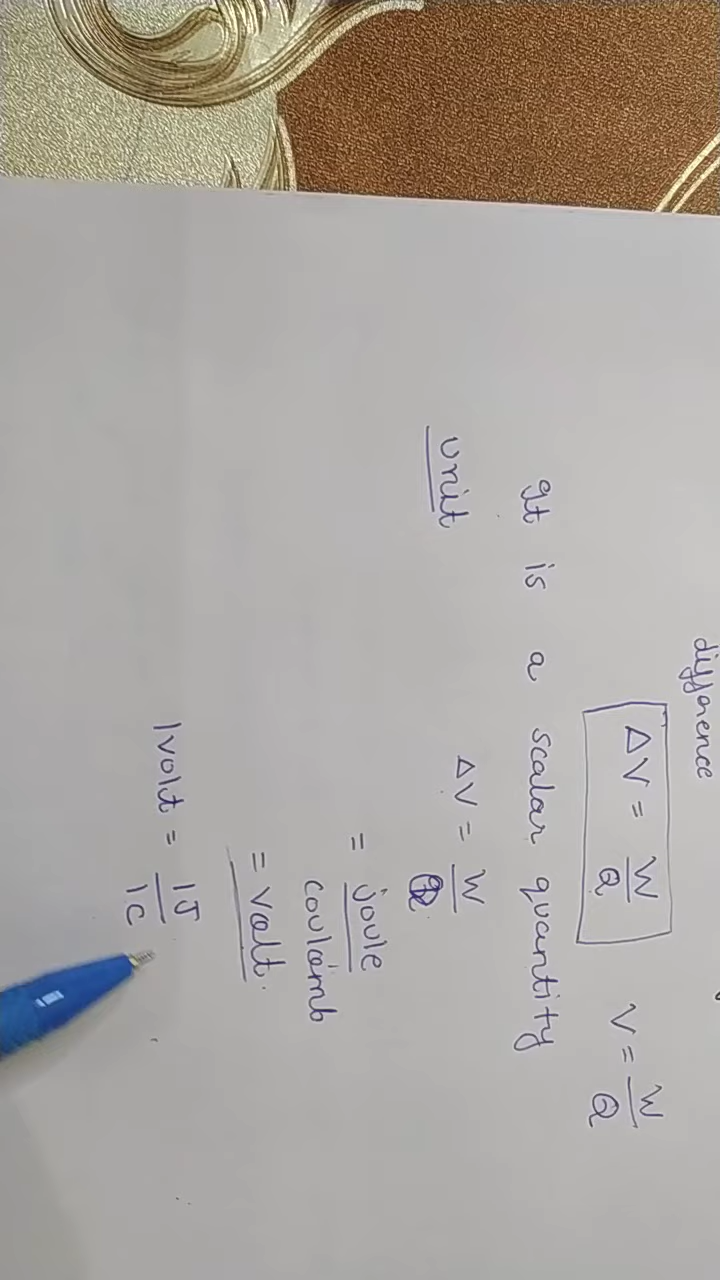 difference
ΔV = W/Q V = W/Q
It is a scalar quantity
unit
ΔV = W/Q
= joule/coulomb
= volt.
1volt = 1J/1C